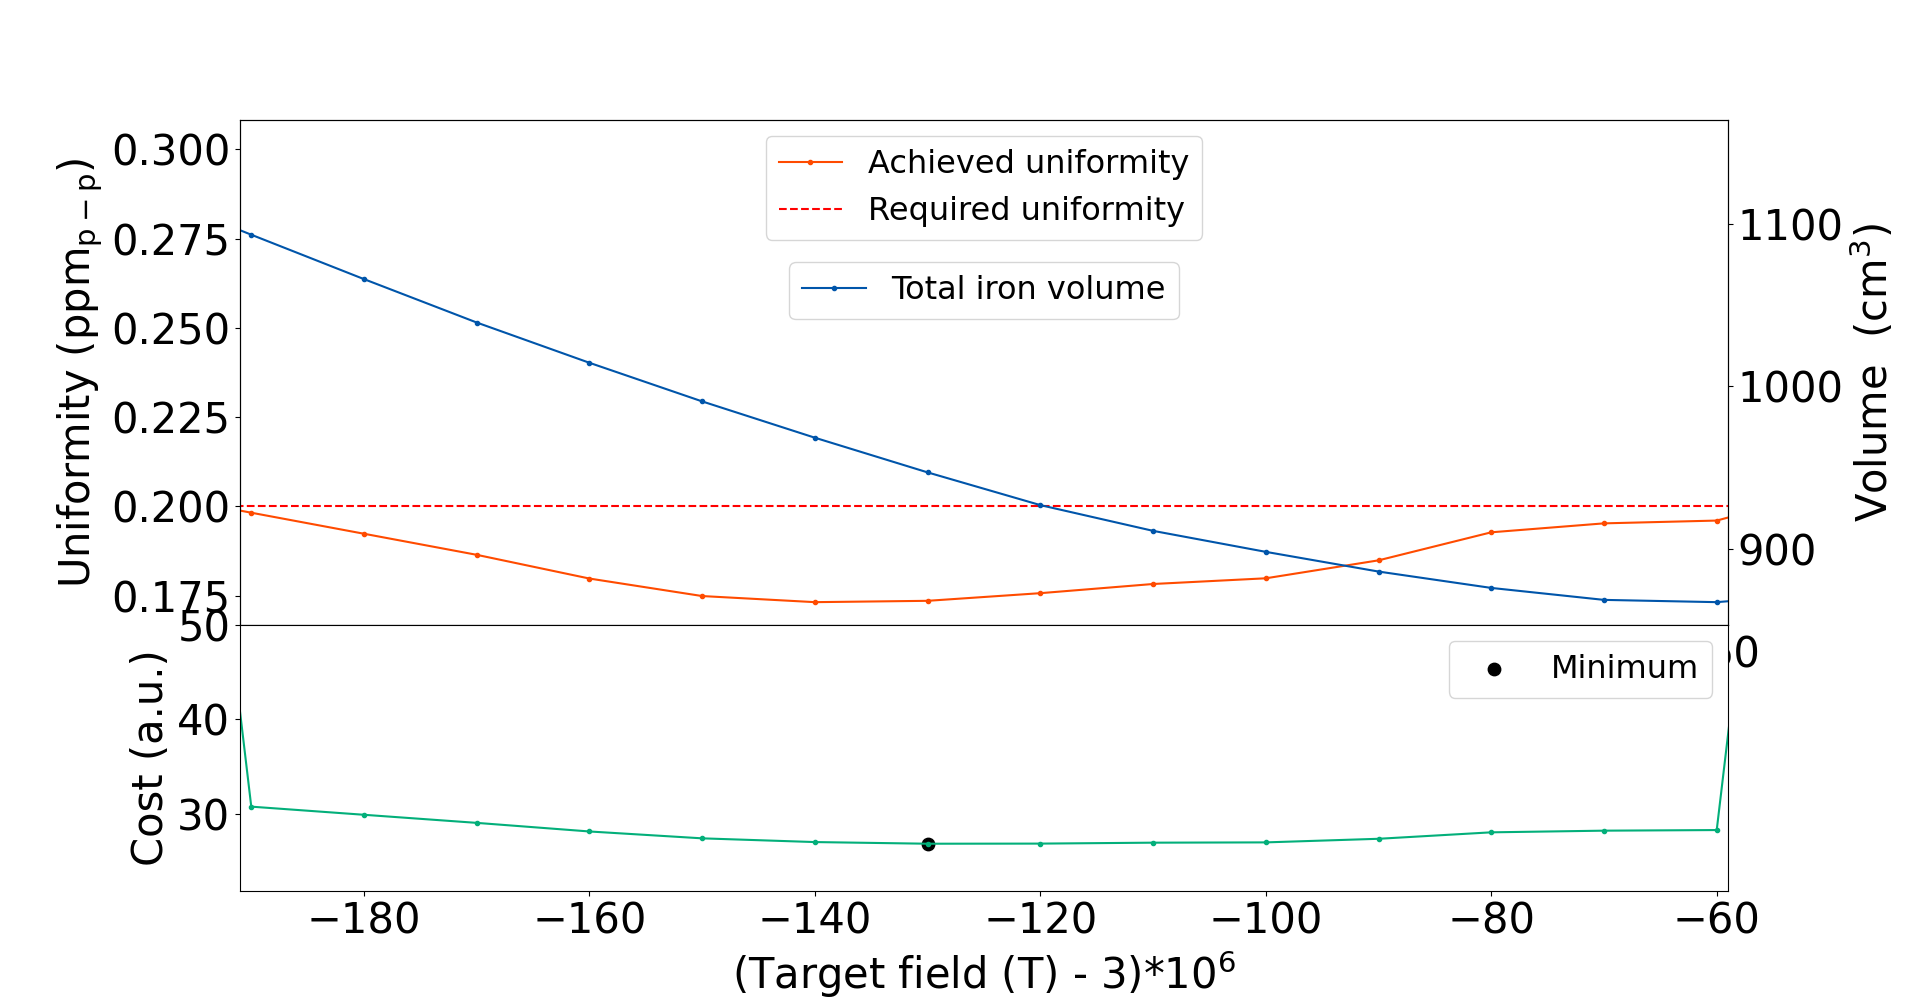 Uniformity (ppm_{p-p})
0.300
0.275
0.250
0.225
0.200
0.175
Achieved uniformity
Required uniformity
Total iron volume
1100
1000
900
Volume (cm³)
Cost (a.u.)
50
40
30
Minimum
−180
−160
−140
−120
−100
−80
−60
(Target field (T) - 3)*10⁶